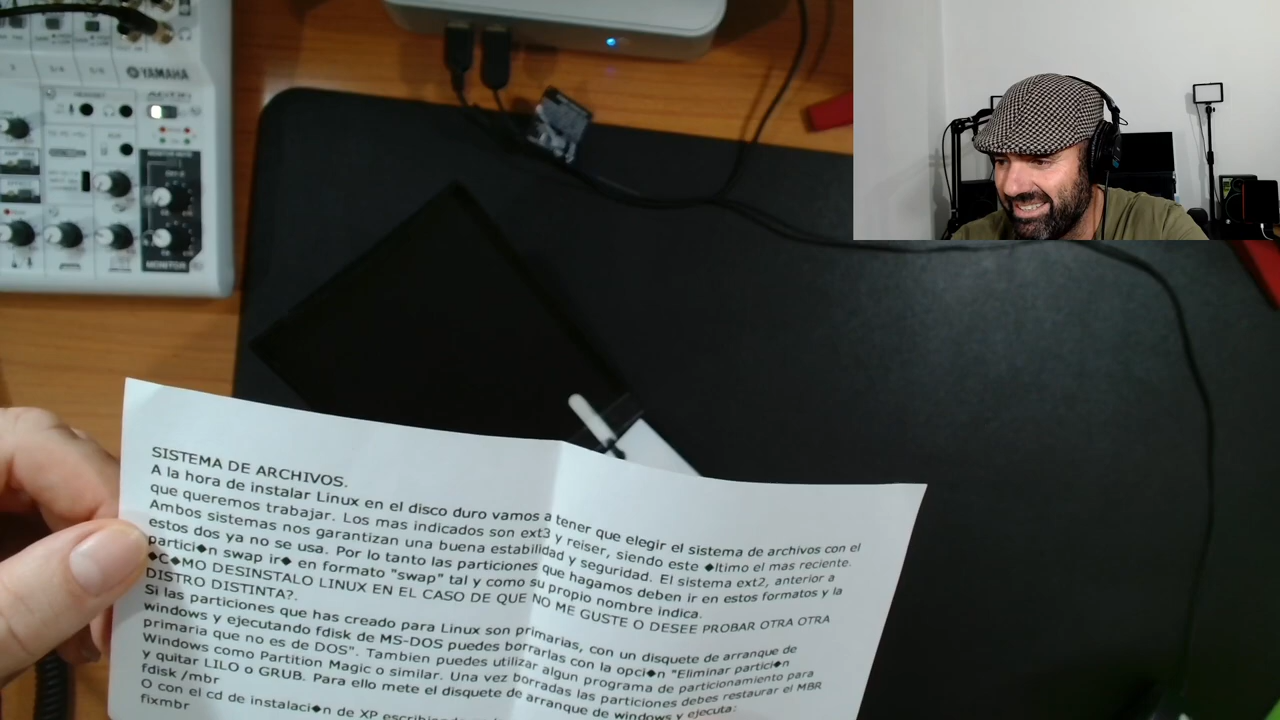 YAMAHA
MONITOR
SISTEMA DE ARCHIVOS.
A la hora de instalar Linux en el disco duro vamos a tener que elegir el sistema de archivos con el
que queremos trabajar. Los mas indicados son ext3 y reiser, siendo este �ltimo el mas reciente.
Ambos sistemas nos garantizan una buena estabilidad y seguridad. El sistema ext2, anterior a
estos dos ya no se usa. Por lo tanto las particiones que hagamos deben ir en estos formatos y la
partici�n swap ir� en formato "swap" tal y como su propio nombre indica.
�C�MO DESINSTALO LINUX EN EL CASO DE QUE NO ME GUSTE O DESEE PROBAR OTRA OTRA
DISTRO DISTINTA?.
Si las particiones que has creado para Linux son primarias, con un disquete de arranque de
windows y ejecutando fdisk de MS-DOS puedes borrarlas con la opci�n "Eliminar partici�n
primaria que no es de DOS". Tambien puedes utilizar algun programa de particionamiento para
Windows como Partition Magic o similar. Una vez borradas las particiones debes restaurar el MBR
y quitar LILO o GRUB. Para ello mete el disquete de arranque de windows y ejecuta:
fdisk /mbr
O con el cd de instalaci�n de XP
fixmbr